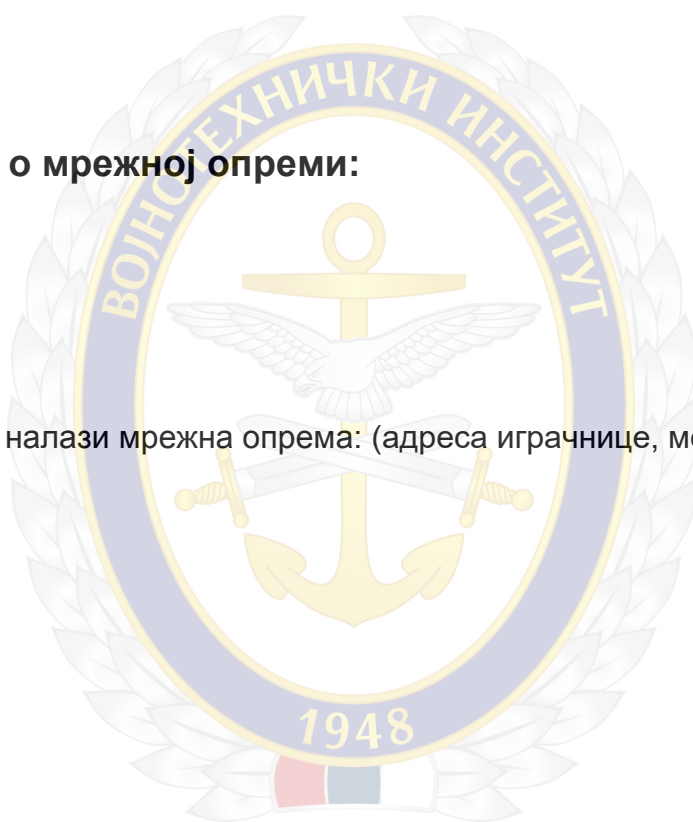 ВОЈНОТЕХНИЧКИ ИНСТИТУТ
о мрежној опреми:
налази мрежна опрема: (адреса играчнице,
1948